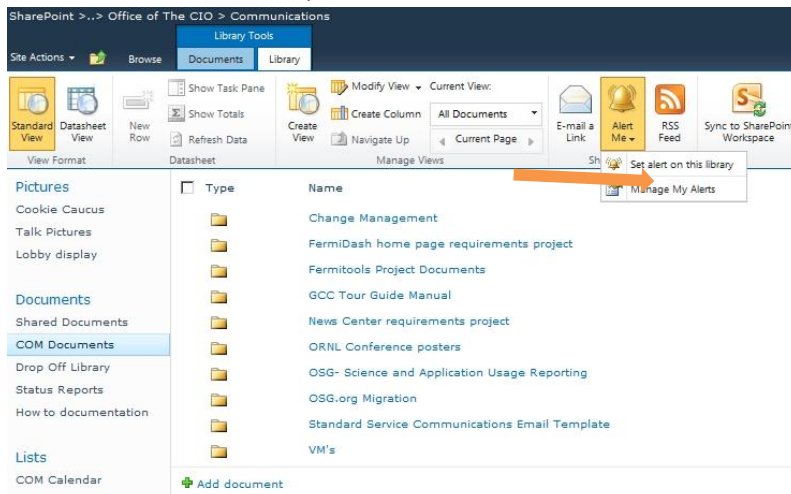 SharePoint >..> Office of The CIO > Communications
Library Tools
Site Actions Browse Documents Library
Standard View
Datasheet View
New Row
Show Task Pane
Show Totals
Refresh Data
Create View
Modify View
Create Column
Navigate Up
Current View:
All Documents
Current Page
E-mail a Link
Alert Me
RSS Feed
Sync to SharePoint Workspace
View Format
Datasheet
Manage Views
Sh
Set alert on this library
Manage My Alerts
Pictures
Cookie Caucus
Talk Pictures
Lobby display
Documents
Shared Documents
COM Documents
Drop Off Library
Status Reports
How to documentation
Lists
COM Calendar
Type Name
Change Management
FermiDash home page requirements project
Fermitools Project Documents
GCC Tour Guide Manual
News Center requirements project
ORNL Conference posters
OSG- Science and Application Usage Reporting
OSG.org Migration
Standard Service Communications Email Template
VM's
Add document